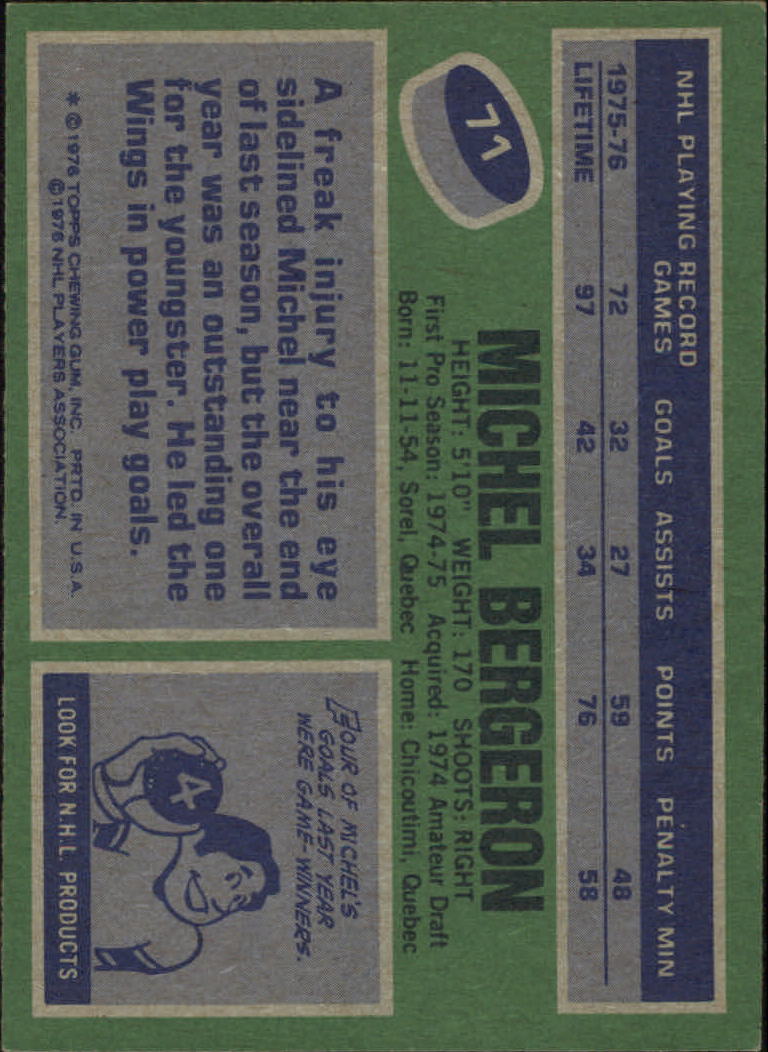 NHL PLAYING RECORD
GAMES GOALS ASSISTS POINTS PENALTY MIN
1975-76 72 32 27 59 48
LIFETIME 97 42 34 76 58
71
MICHEL BERGERON
HEIGHT: 5'10" WEIGHT: 170 SHOOTS: RIGHT
First Pro Season: 1974-75 Acquired: 1974 Amateur Draft
Born: 11-11-54, Sorel, Quebec Home: Chicoutimi, Quebec
A freak injury to his eye
sidelined Michel near the end
of last season, but the overall
year was an outstanding one
for the youngster. He led the
Wings in power play goals.
* © 1976 TOPPS CHEWING GUM, INC. PRTD. IN U.S.A.
© 1976 NHL PLAYERS ASSOCIATION.
FOUR OF MICHEL'S
GOALS LAST YEAR
WERE GAME-WINNERS.
4
LOOK FOR N.H.L. PRODUCTS